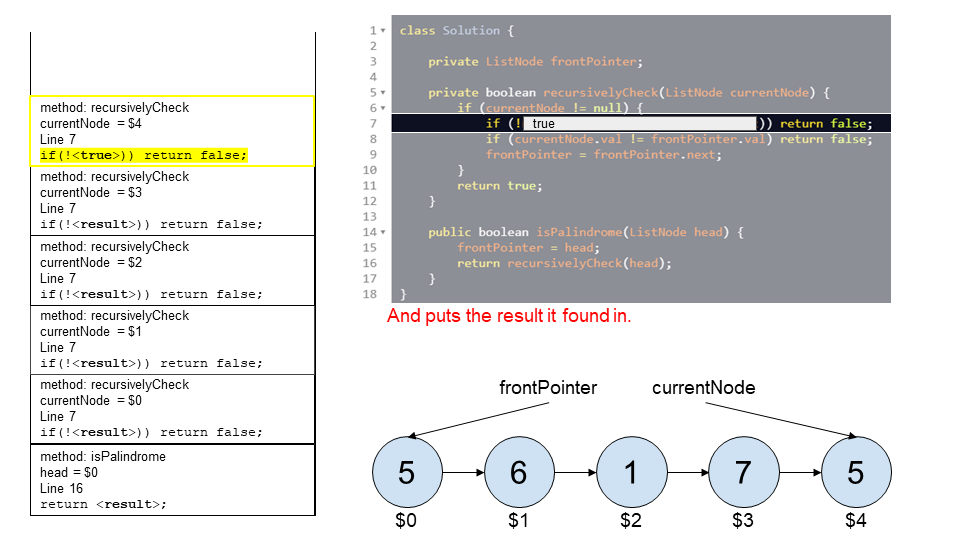 method: recursivelyCheck
currentNode = $4
Line 7
if(!<true>)) return false;
method: recursivelyCheck
currentNode = $3
Line 7
if(!<result>)) return false;
method: recursivelyCheck
currentNode = $2
Line 7
if(!<result>)) return false;
method: recursivelyCheck
currentNode = $1
Line 7
if(!<result>)) return false;
method: recursivelyCheck
currentNode = $0
Line 7
if(!<result>)) return false;
method: isPalindrome
head = $0
Line 16
return <result>;
1 class Solution {
2
3 private ListNode frontPointer;
4
5 private boolean recursivelyCheck(ListNode currentNode) {
6 if (currentNode != null) {
7 if (! true )) return false;
8 if (currentNode.val != frontPointer.val) return false;
9 frontPointer = frontPointer.next;
10 }
11 return true;
12 }
13
14 public boolean isPalindrome(ListNode head) {
15 frontPointer = head;
16 return recursivelyCheck(head);
17 }
18 }
And puts the result it found in.
frontPointer currentNode
5 6 1 7 5
$0 $1 $2 $3 $4